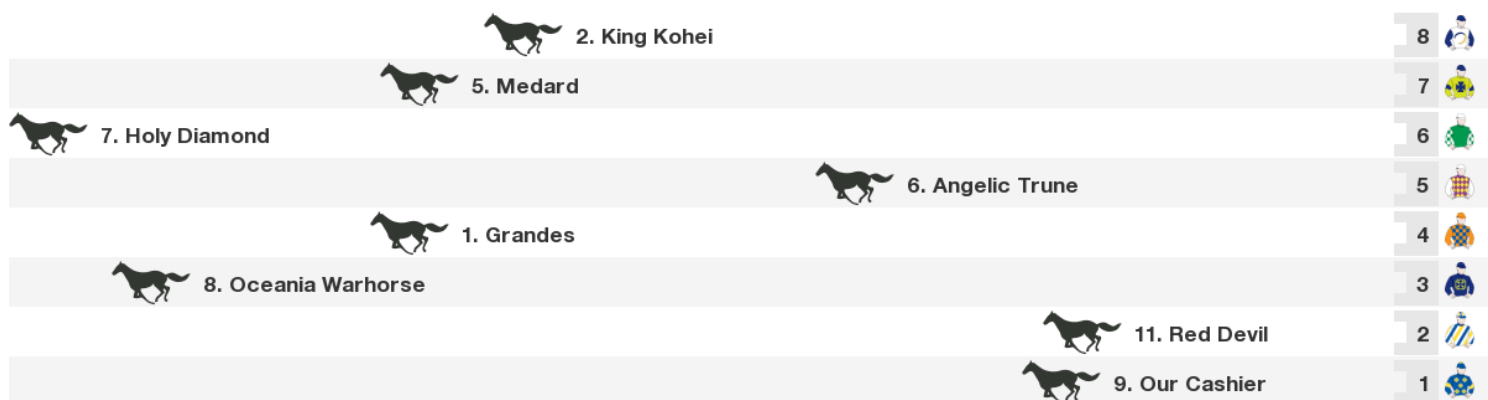 2. King Kohei 8
5. Medard 7
7. Holy Diamond 6
6. Angelic Trune 5
1. Grandes 4
8. Oceania Warhorse 3
11. Red Devil 2
9. Our Cashier 1